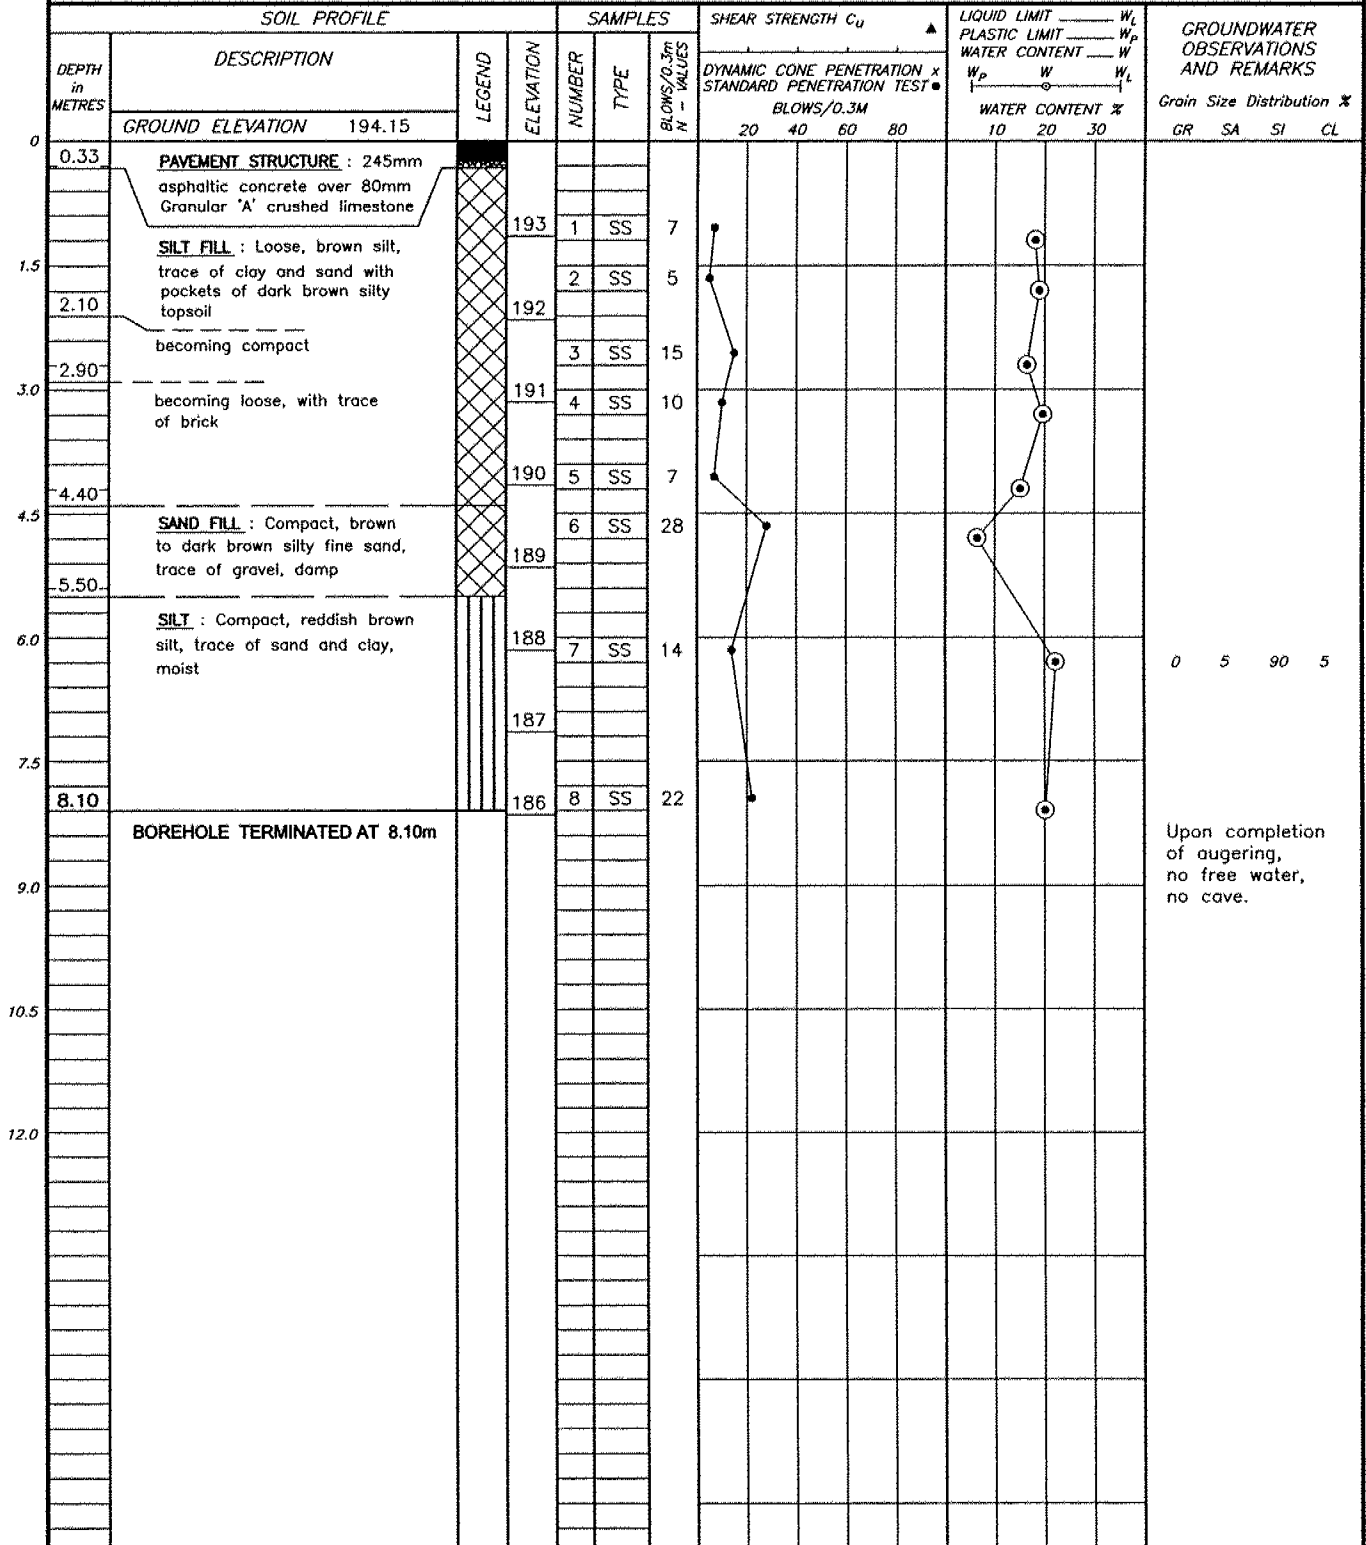 SOIL PROFILE
SAMPLES
SHEAR STRENGTH Cu ▲
LIQUID LIMIT WL
PLASTIC LIMIT WP
WATER CONTENT W
GROUNDWATER
OBSERVATIONS
AND REMARKS
DEPTH
in
METRES
DESCRIPTION
LEGEND
ELEVATION
NUMBER
TYPE
BLOWS/0.3m
N - VALUES
DYNAMIC CONE PENETRATION x
STANDARD PENETRATION TEST ●
BLOWS/0.3M
20 40 60 80
WP W WL
WATER CONTENT %
10 20 30
Grain Size Distribution %
GR SA SI CL
GROUND ELEVATION 194.15
0
0.33
PAVEMENT STRUCTURE : 245mm
asphaltic concrete over 80mm
Granular 'A' crushed limestone
193 1 SS 7
SILT FILL : Loose, brown silt,
trace of clay and sand with
pockets of dark brown silty
topsoil
1.5
2 SS 5
2.10
192
becoming compact
3 SS 15
2.90
3.0
191
becoming loose, with trace
of brick
4 SS 10
190 5 SS 7
4.40
4.5
SAND FILL : Compact, brown
to dark brown silty fine sand,
trace of gravel, damp
6 SS 28
189
5.50
SILT : Compact, reddish brown
silt, trace of sand and clay,
moist
6.0
188
7 SS 14
0 5 90 5
187
7.5
8.10
186 8 SS 22
BOREHOLE TERMINATED AT 8.10m
Upon completion
of augering,
no free water,
no cave.
9.0
10.5
12.0